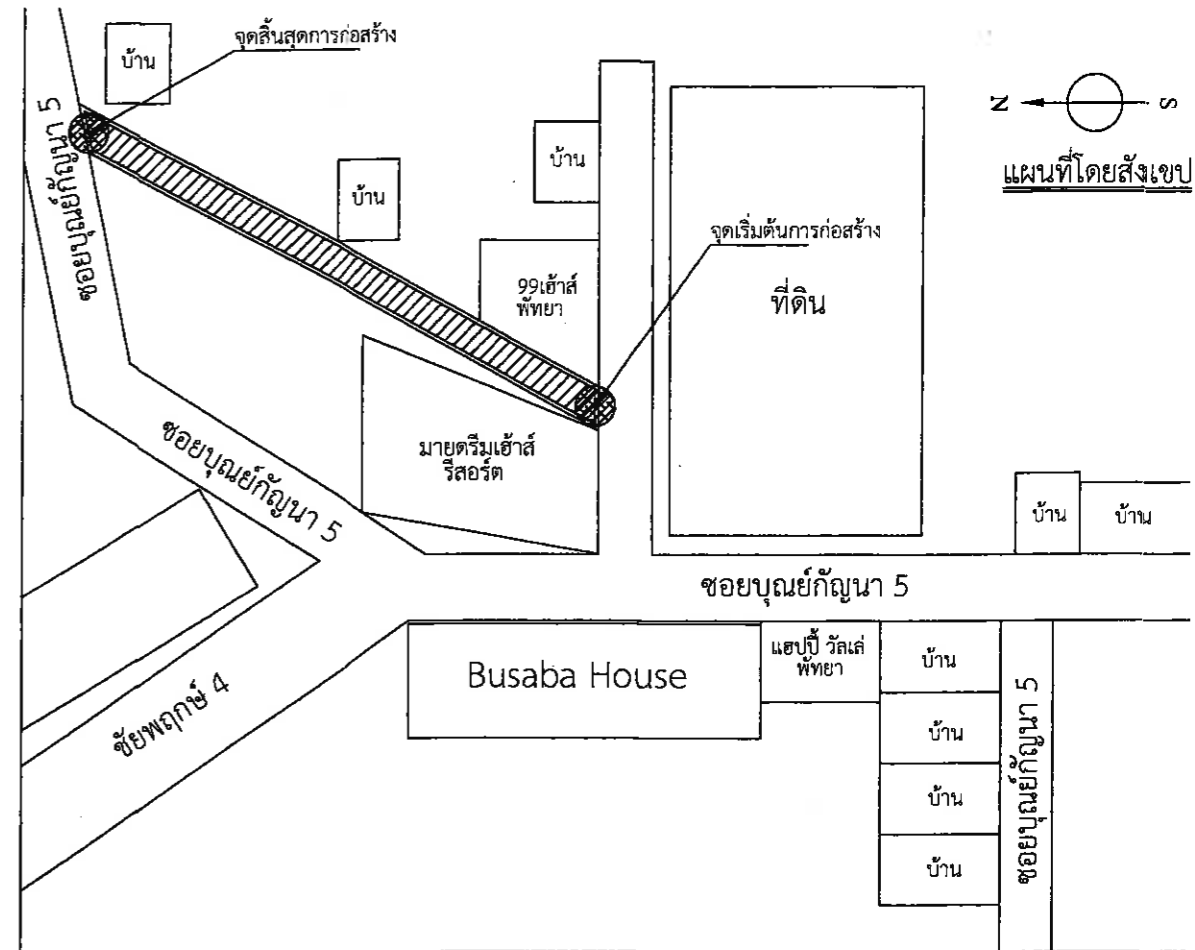 จุดสิ้นสุดการก่อสร้าง
บ้าน
N
S
แผนที่โดยสังเขป
ซอยบุณย์กัญนา 5
บ้าน
บ้าน
จุดเริ่มต้นการก่อสร้าง
99เฮ้าส์
พัทยา
ที่ดิน
มายดรีมเฮ้าส์
รีสอร์ต
ซอยบุณย์กัญนา 5
บ้าน
บ้าน
ซอยบุณย์กัญนา 5
ชัยพฤกษ์ 4
Busaba House
แฮปปี้ วัลเล่
พัทยา
บ้าน
บ้าน
บ้าน
บ้าน
ซอยบุณย์กัญนา 5